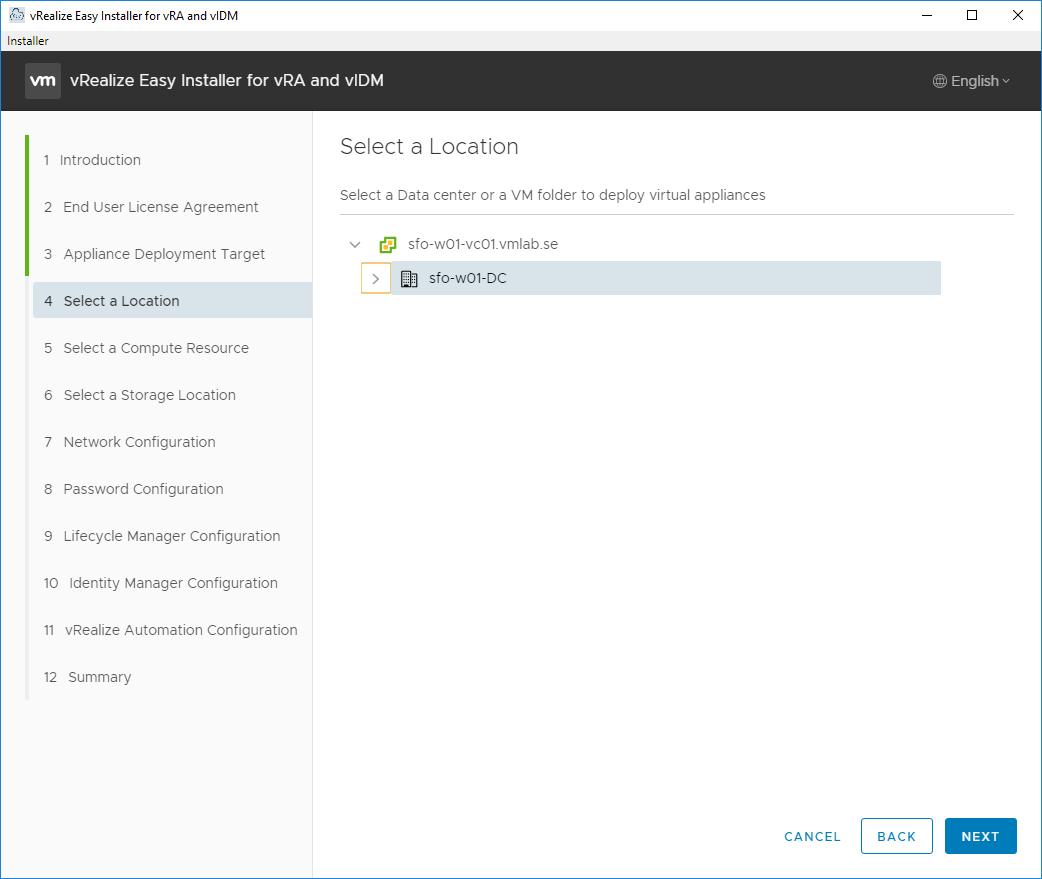 vRealize Easy Installer for vRA and vIDM
Installer
vm vRealize Easy Installer for vRA and vIDM English
1 Introduction
2 End User License Agreement
3 Appliance Deployment Target
4 Select a Location
5 Select a Compute Resource
6 Select a Storage Location
7 Network Configuration
8 Password Configuration
9 Lifecycle Manager Configuration
10 Identity Manager Configuration
11 vRealize Automation Configuration
12 Summary
Select a Location
Select a Data center or a VM folder to deploy virtual appliances
sfo-w01-vc01.vmlab.se
sfo-w01-DC
CANCEL BACK NEXT